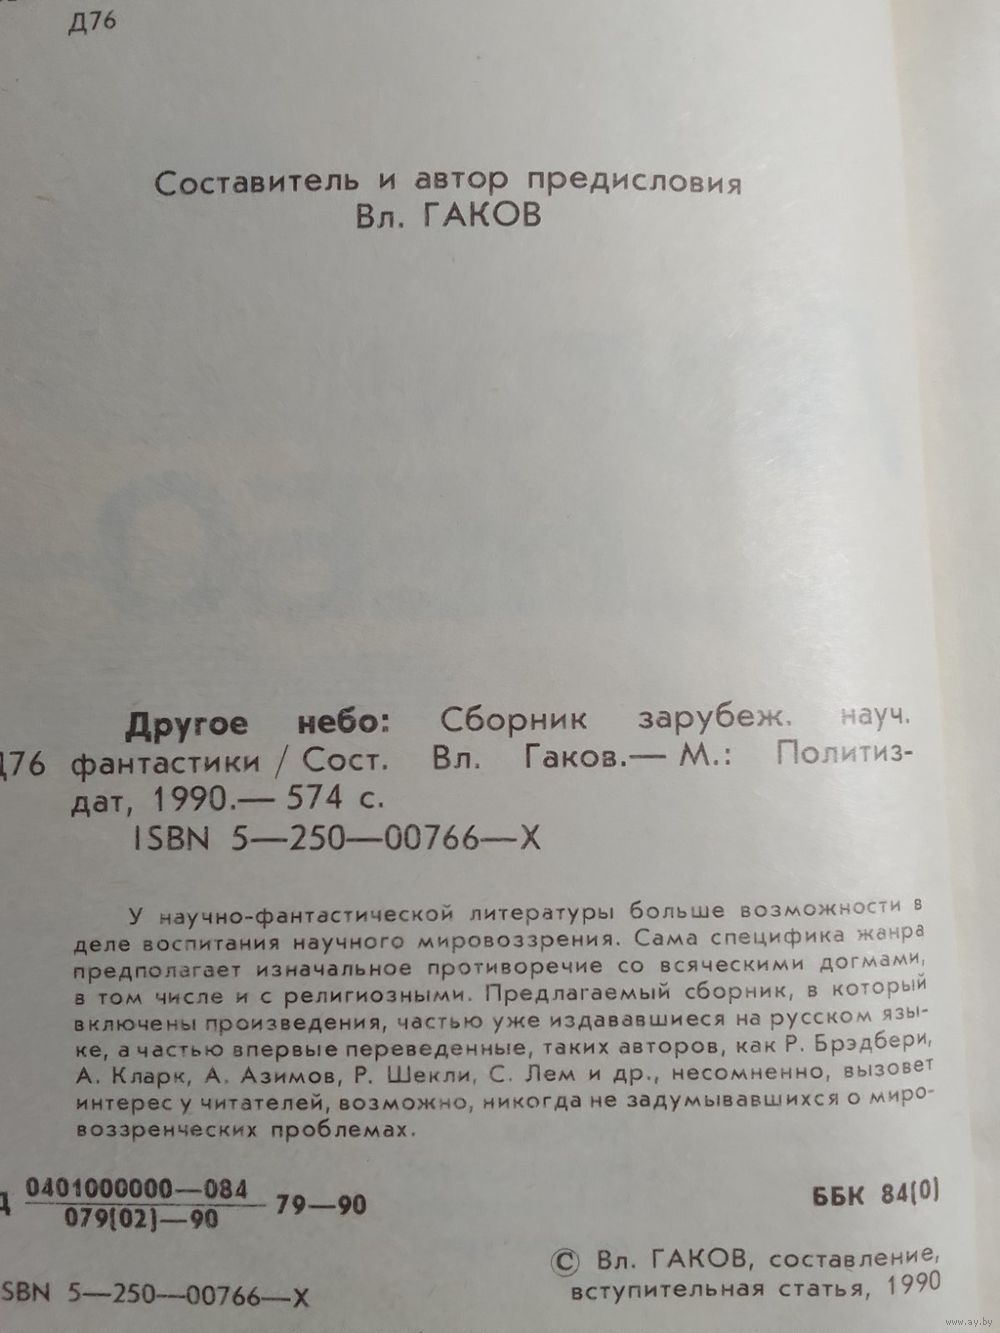 Д76
Составитель и автор предисловия
Вл. ГАКОВ
Другое небо: Сборник зарубеж. науч.
Д76 фантастики / Сост. Вл. Гаков.— М.: Политиз-
дат, 1990.— 574 с.
ISBN 5—250—00766—X
У научно-фантастической литературы больше возможности в
деле воспитания научного мировоззрения. Сама специфика жанра
предполагает изначальное противоречие со всяческими догмами,
в том числе и с религиозными. Предлагаемый сборник, в который
включены произведения, частью уже издававшиеся на русском язы-
ке, а частью впервые переведенные, таких авторов, как Р. Брэдбери,
А. Кларк, А. Азимов, Р. Шекли, С. Лем и др., несомненно, вызовет
интерес у читателей, возможно, никогда не задумывавшихся о миро-
воззренческих проблемах.
Д 0401000000—084 79—90
079(02)—90
ББК 84(0)
© Вл. ГАКОВ, составление,
вступительная статья, 1990
ISBN 5—250—00766—X
www.ay.by